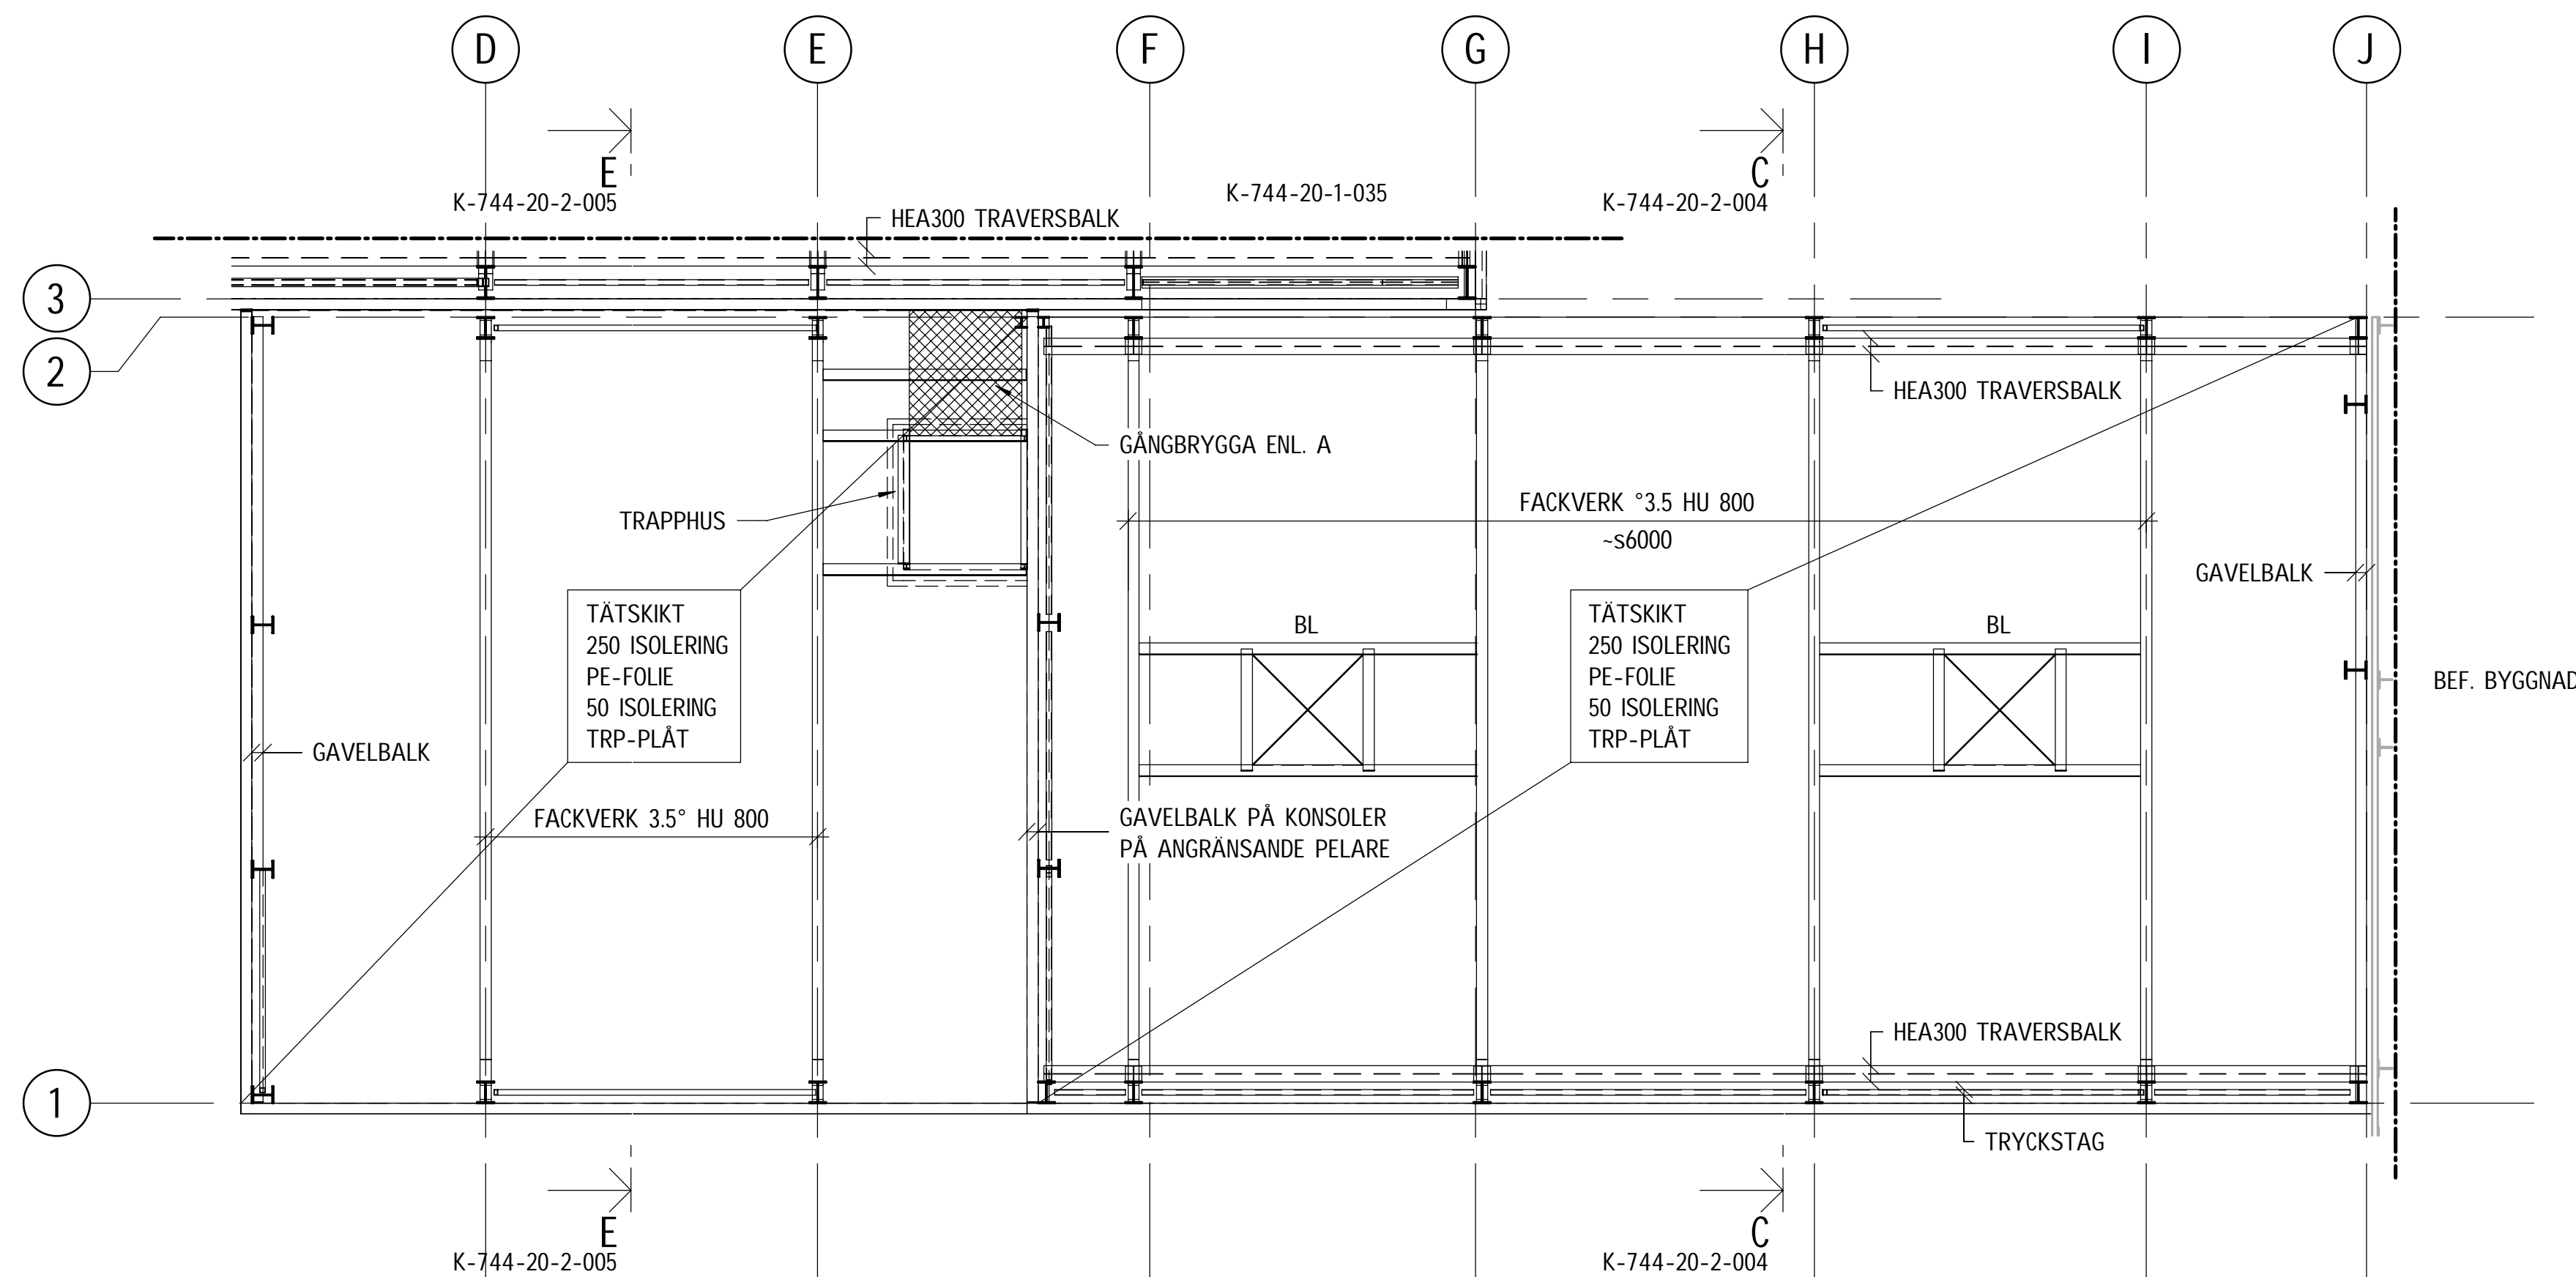 D E F G H I J
E
K-744-20-2-005
K-744-20-1-035
C
K-744-20-2-004
HEA300 TRAVERSBALK
3
2
HEA300 TRAVERSBALK
GÅNGBRYGGA ENL. A
TRAPPHUS
FACKVERK °3.5 HU 800
~s6000
GAVELBALK
TÄTSKIKT
250 ISOLERING
PE-FOLIE
50 ISOLERING
TRP-PLÅT
BL
TÄTSKIKT
250 ISOLERING
PE-FOLIE
50 ISOLERING
TRP-PLÅT
BL
BEF. BYGGNAD
GAVELBALK
FACKVERK 3.5° HU 800
GAVELBALK PÅ KONSOLER
PÅ ANGRÄNSANDE PELARE
HEA300 TRAVERSBALK
1
TRYCKSTAG
E
K-744-20-2-005
C
K-744-20-2-004